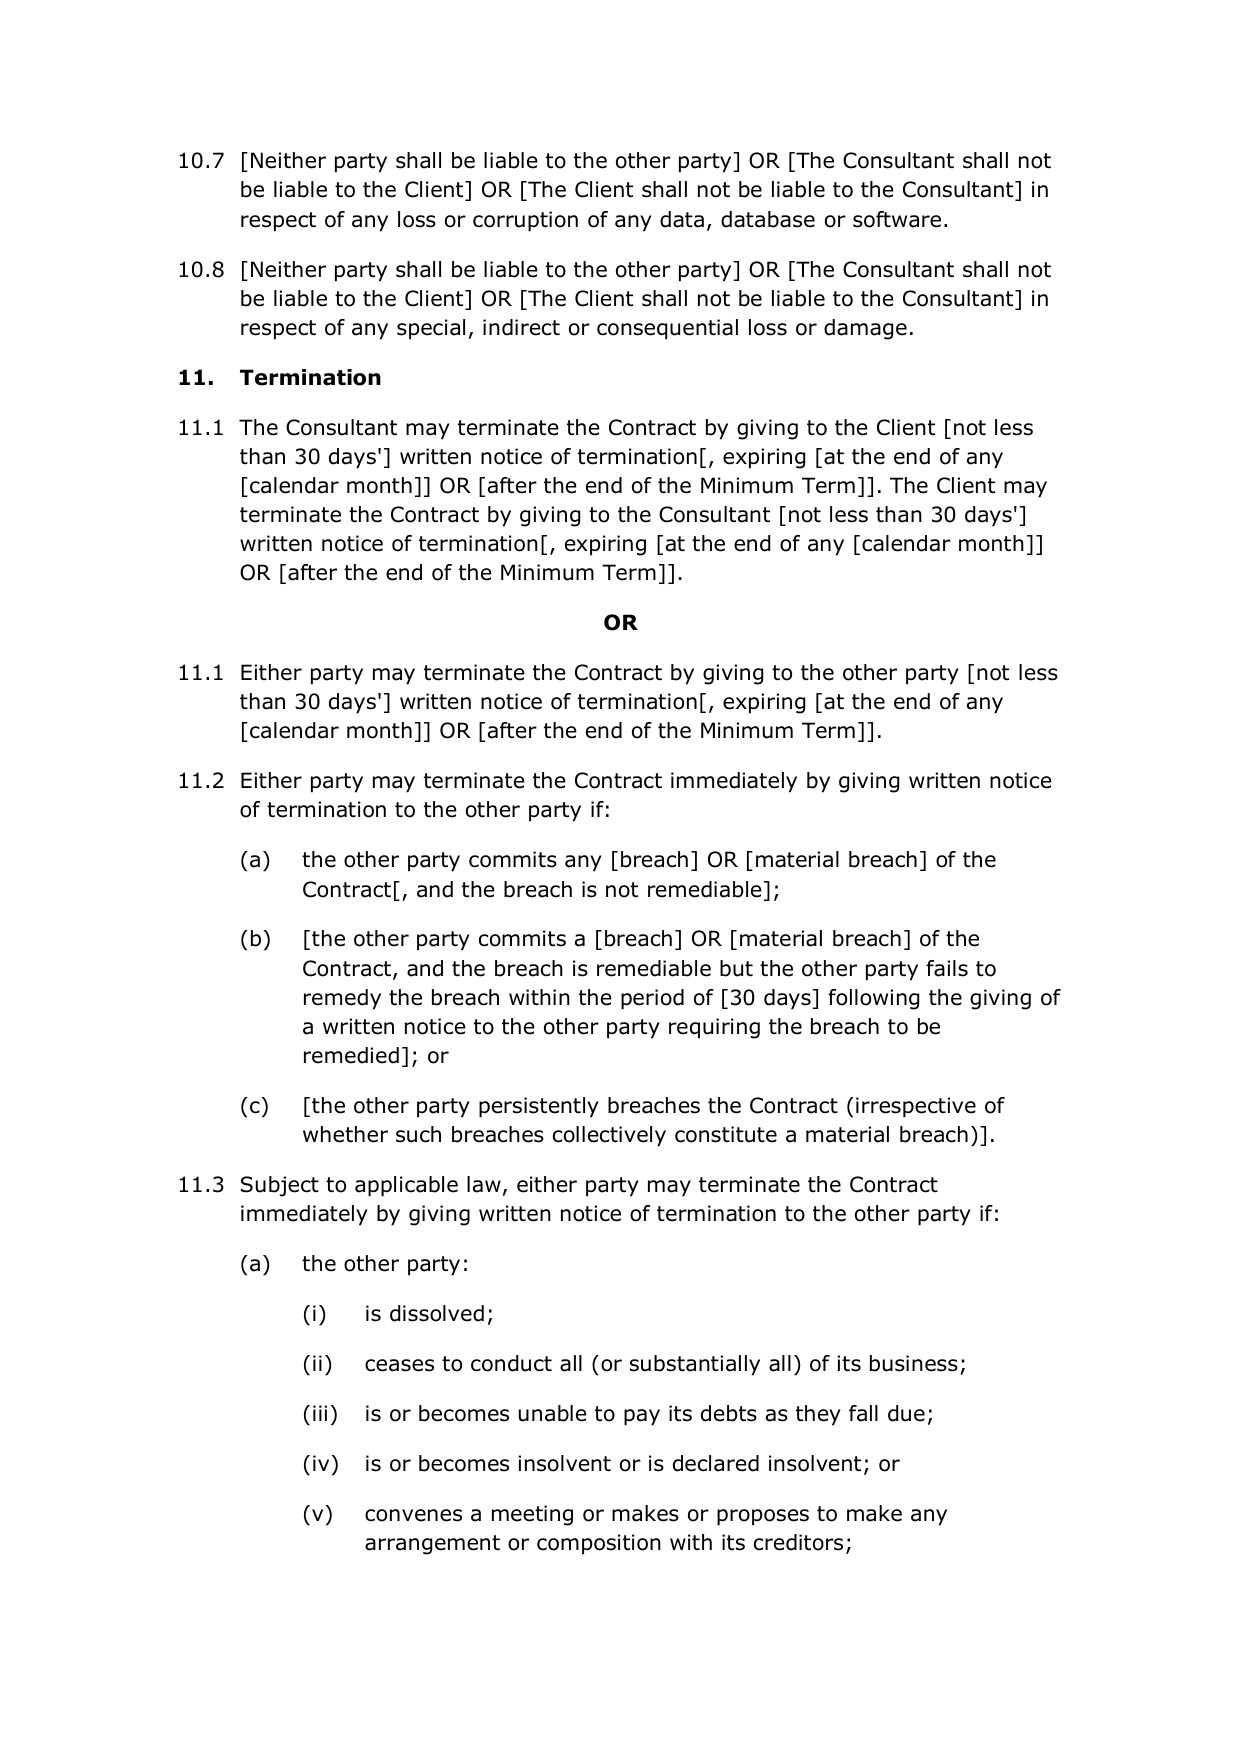 10.7 [Neither party shall be liable to the other party] OR [The Consultant shall not
be liable to the Client] OR [The Client shall not be liable to the Consultant] in
respect of any loss or corruption of any data, database or software.
10.8 [Neither party shall be liable to the other party] OR [The Consultant shall not
be liable to the Client] OR [The Client shall not be liable to the Consultant] in
respect of any special, indirect or consequential loss or damage.
11. Termination
11.1 The Consultant may terminate the Contract by giving to the Client [not less
than 30 days'] written notice of termination[, expiring [at the end of any
[calendar month]] OR [after the end of the Minimum Term]]. The Client may
terminate the Contract by giving to the Consultant [not less than 30 days']
written notice of termination[, expiring [at the end of any [calendar month]]
OR [after the end of the Minimum Term]].
OR
11.1 Either party may terminate the Contract by giving to the other party [not less
than 30 days'] written notice of termination[, expiring [at the end of any
[calendar month]] OR [after the end of the Minimum Term]].
11.2 Either party may terminate the Contract immediately by giving written notice
of termination to the other party if:
(a) the other party commits any [breach] OR [material breach] of the
Contract[, and the breach is not remediable];
(b) [the other party commits a [breach] OR [material breach] of the
Contract, and the breach is remediable but the other party fails to
remedy the breach within the period of [30 days] following the giving of
a written notice to the other party requiring the breach to be
remedied]; or
(c) [the other party persistently breaches the Contract (irrespective of
whether such breaches collectively constitute a material breach)].
11.3 Subject to applicable law, either party may terminate the Contract
immediately by giving written notice of termination to the other party if:
(a) the other party:
(i) is dissolved;
(ii) ceases to conduct all (or substantially all) of its business;
(iii) is or becomes unable to pay its debts as they fall due;
(iv) is or becomes insolvent or is declared insolvent; or
(v) convenes a meeting or makes or proposes to make any
arrangement or composition with its creditors;